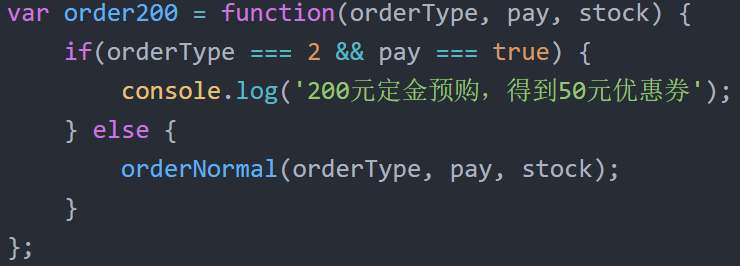 var order200 = function(orderType, pay, stock) {
    if(orderType === 2 && pay === true) {
        console.log('200元定金预购，得到50元优惠券');
    } else {
        orderNormal(orderType, pay, stock);
    }
};